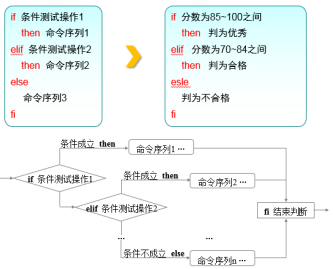 if 条件测试操作1
then 命令序列1
elif 条件测试操作2
then 命令序列2
else
命令序列3
fi
if 分数为85~100之间
then 判为优秀
elif 分数为70~84之间
then 判为合格
esle
判为不合格
fi
条件成立 then
命令序列1 ...
if 条件测试操作1
条件成立 then
命令序列2 ...
elif 条件测试操作2
fi 结束判断
...
...
条件不成立 else
命令序列n ...